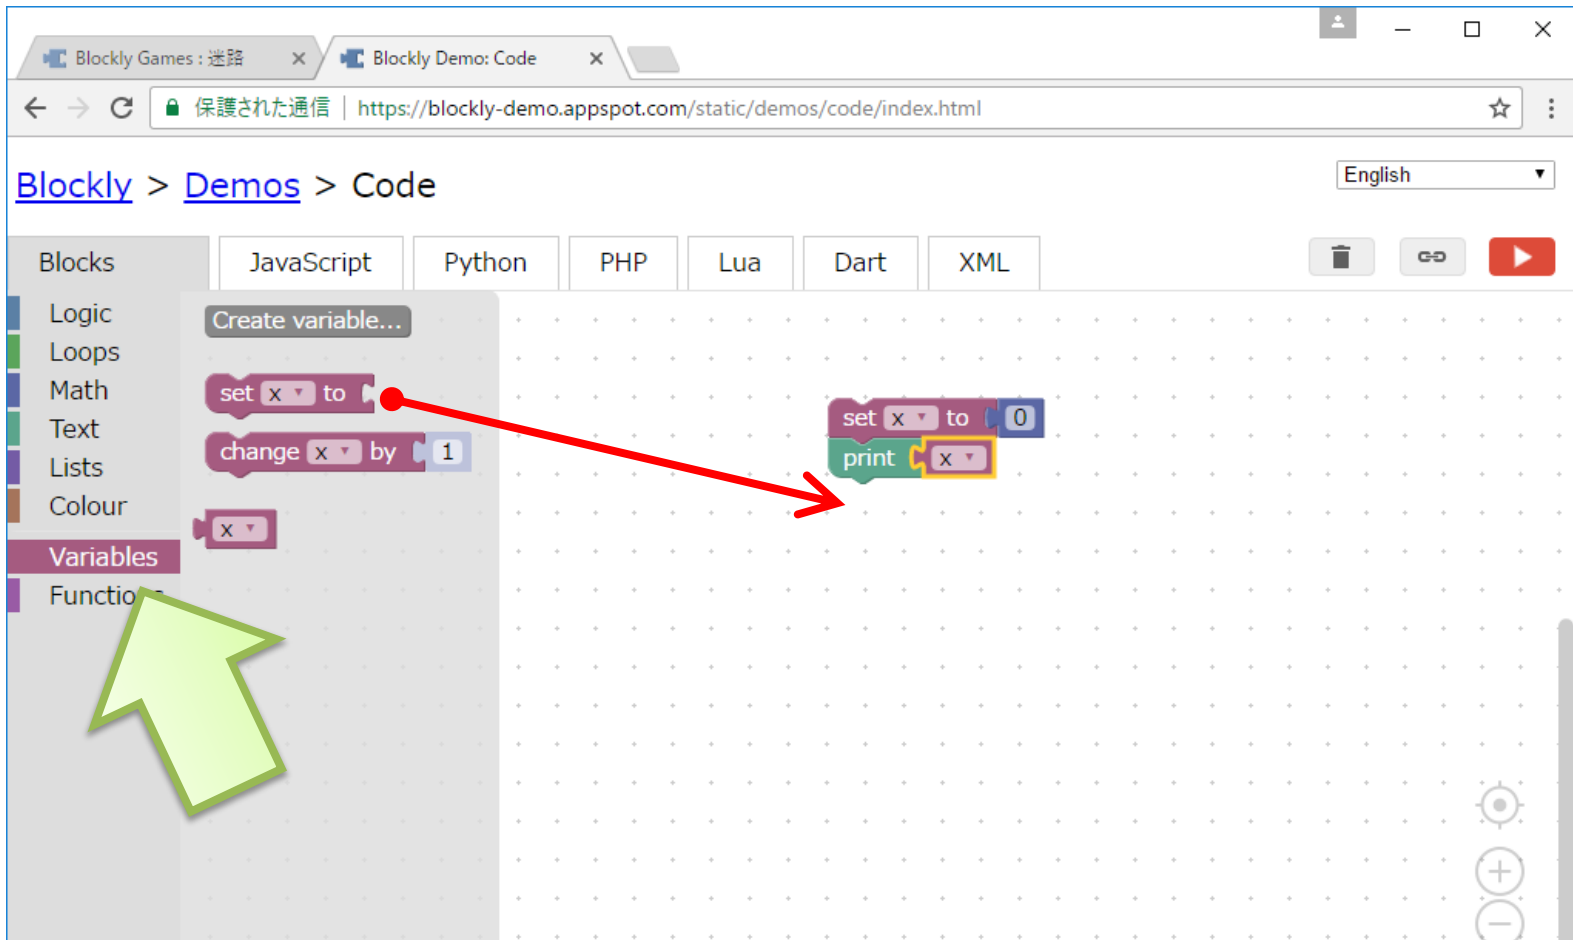 Blockly Games : 迷路
Blockly Demo: Code
保護された通信 | https://blockly-demo.appspot.com/static/demos/code/index.html
Blockly > Demos > Code
English
Blocks
JavaScript
Python
PHP
Lua
Dart
XML
Logic
Loops
Math
Text
Lists
Colour
Variables
Create variable...
set x to
change x by 1
x
set x to 0
print x